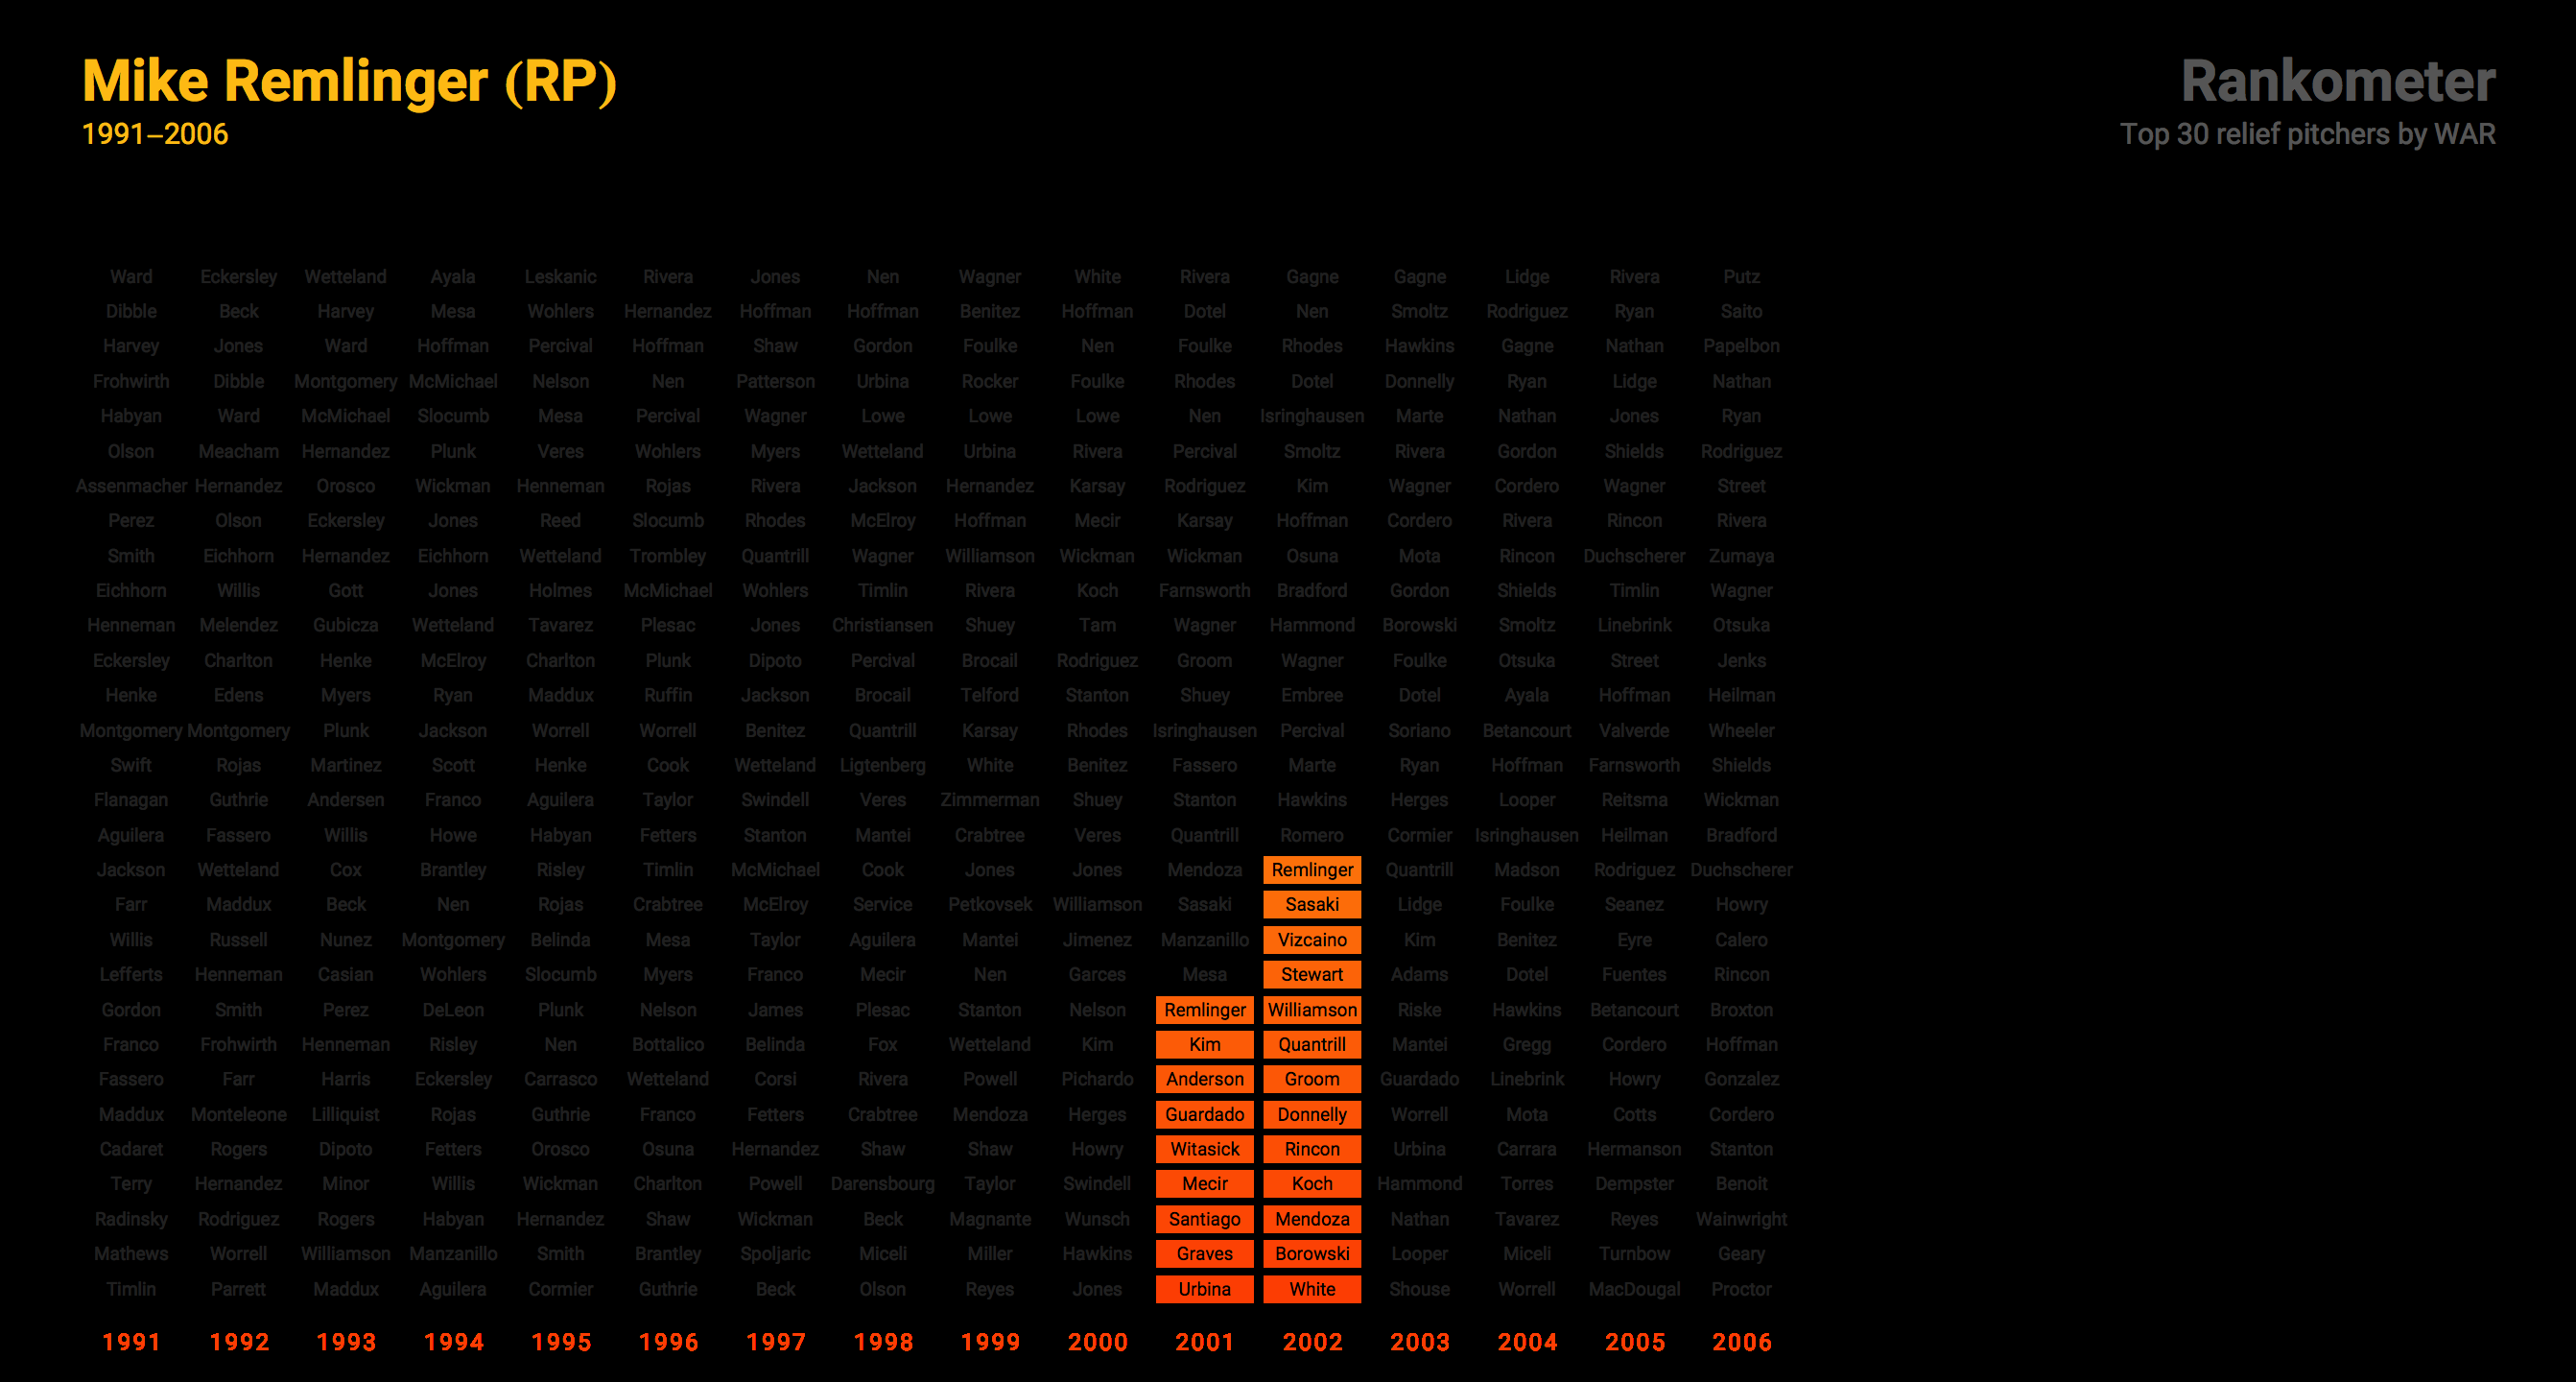 Mike Remlinger (RP)
1991–2006
Rankometer
Top 30 relief pitchers by WAR
Ward Eckersley Wetteland Ayala Leskanic Rivera Jones Nen Wagner White Rivera Gagne Gagne Lidge Rivera Putz
Dibble Beck Harvey Mesa Wohlers Hernandez Hoffman Hoffman Benitez Hoffman Dotel Nen Smoltz Rodriguez Ryan Saito
Harvey Jones Ward Hoffman Percival Hoffman Shaw Gordon Foulke Nen Foulke Rhodes Hawkins Gagne Nathan Papelbon
Frohwirth Dibble Montgomery McMichael Nelson Nen Patterson Urbina Rocker Foulke Rhodes Dotel Donnelly Ryan Lidge Nathan
Habyan Ward McMichael Slocumb Mesa Percival Wagner Lowe Lowe Lowe Nen Isringhausen Marte Nathan Jones Ryan
Olson Meacham Hernandez Plunk Veres Wohlers Myers Wetteland Urbina Rivera Percival Smoltz Rivera Gordon Shields Rodriguez
Assenmacher Hernandez Orosco Wickman Henneman Rojas Rivera Jackson Hernandez Karsay Rodriguez Kim Wagner Cordero Wagner Street
Perez Olson Eckersley Jones Reed Slocumb Rhodes McElroy Hoffman Mecir Karsay Hoffman Cordero Rivera Rincon Rivera
Smith Eichhorn Hernandez Eichhorn Wetteland Trombley Quantrill Wagner Williamson Wickman Wickman Osuna Mota Rincon Duchscherer Zumaya
Eichhorn Willis Gott Jones Holmes McMichael Wohlers Timlin Rivera Koch Farnsworth Bradford Gordon Shields Timlin Wagner
Henneman Melendez Gubicza Wetteland Tavarez Plesac Jones Christiansen Shuey Tam Wagner Hammond Borowski Smoltz Linebrink Otsuka
Eckersley Charlton Henke McElroy Charlton Plunk Dipoto Percival Brocail Rodriguez Groom Wagner Foulke Otsuka Street Jenks
Henke Edens Myers Ryan Maddux Ruffin Jackson Brocail Telford Stanton Shuey Embree Dotel Ayala Hoffman Heilman
Montgomery Montgomery Plunk Jackson Worrell Worrell Benitez Quantrill Karsay Rhodes Isringhausen Percival Soriano Betancourt Valverde Wheeler
Swift Rojas Martinez Scott Henke Cook Wetteland Ligtenberg White Benitez Fassero Marte Ryan Hoffman Farnsworth Shields
Flanagan Guthrie Andersen Franco Aguilera Taylor Swindell Veres Zimmerman Shuey Stanton Hawkins Herges Looper Reitsma Wickman
Aguilera Fassero Willis Howe Habyan Fetters Stanton Mantei Crabtree Veres Quantrill Romero Cormier Isringhausen Heilman Bradford
Jackson Wetteland Cox Brantley Risley Timlin McMichael Cook Jones Jones Mendoza Remlinger Quantrill Madson Rodriguez Duchscherer
Farr Maddux Beck Nen Rojas Crabtree McElroy Service Petkovsek Williamson Sasaki Sasaki Lidge Foulke Seanez Howry
Willis Russell Nunez Montgomery Belinda Mesa Taylor Aguilera Mantei Jimenez Manzanillo Vizcaino Kim Benitez Eyre Calero
Lefferts Henneman Casian Wohlers Slocumb Myers Franco Mecir Nen Garces Mesa Stewart Adams Dotel Fuentes Rincon
Gordon Smith Perez DeLeon Plunk Nelson James Plesac Stanton Nelson Remlinger Williamson Riske Hawkins Betancourt Broxton
Franco Frohwirth Henneman Risley Nen Bottalico Belinda Fox Wetteland Kim Kim Quantrill Mantei Gregg Cordero Hoffman
Fassero Farr Harris Eckersley Carrasco Wetteland Corsi Rivera Powell Pichardo Anderson Groom Guardado Linebrink Howry Gonzalez
Maddux Monteleone Lilliquist Rojas Guthrie Franco Fetters Crabtree Mendoza Herges Guardado Donnelly Worrell Mota Cotts Cordero
Cadaret Rogers Dipoto Fetters Orosco Osuna Hernandez Shaw Shaw Howry Witasick Rincon Urbina Carrara Hermanson Stanton
Terry Hernandez Minor Willis Wickman Charlton Powell Darensbourg Taylor Swindell Mecir Koch Hammond Torres Dempster Benoit
Radinsky Rodriguez Rogers Habyan Hernandez Shaw Wickman Beck Magnante Wunsch Santiago Mendoza Nathan Tavarez Reyes Wainwright
Mathews Worrell Williamson Manzanillo Smith Brantley Spoljaric Miceli Miller Hawkins Graves Borowski Looper Miceli Turnbow Geary
Timlin Parrett Maddux Aguilera Cormier Guthrie Beck Olson Reyes Jones Urbina White Shouse Worrell MacDougal Proctor
1991 1992 1993 1994 1995 1996 1997 1998 1999 2000 2001 2002 2003 2004 2005 2006